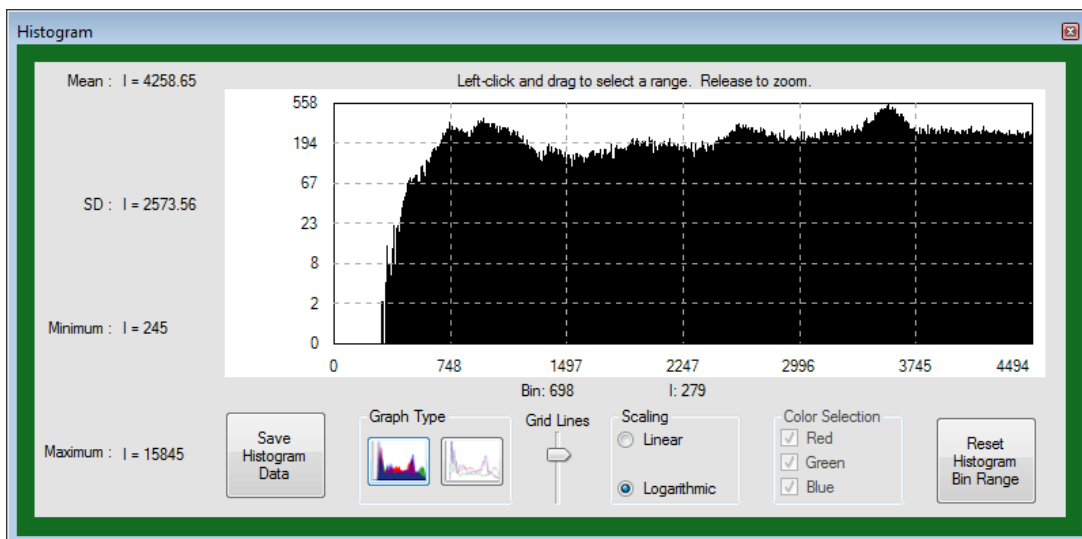 Histogram
Mean : I = 4258.65
Left-click and drag to select a range. Release to zoom.
558
194
67
SD : I = 2573.56
23
8
2
Minimum : I = 245
0
0 748 1497 2247 2996 3745 4494
Bin: 698 I: 279
Graph Type
Grid Lines
Scaling
Color Selection
Save
Histogram
Data
Linear
Logarithmic
Red
Green
Blue
Reset
Histogram
Bin Range
Maximum : I = 15845